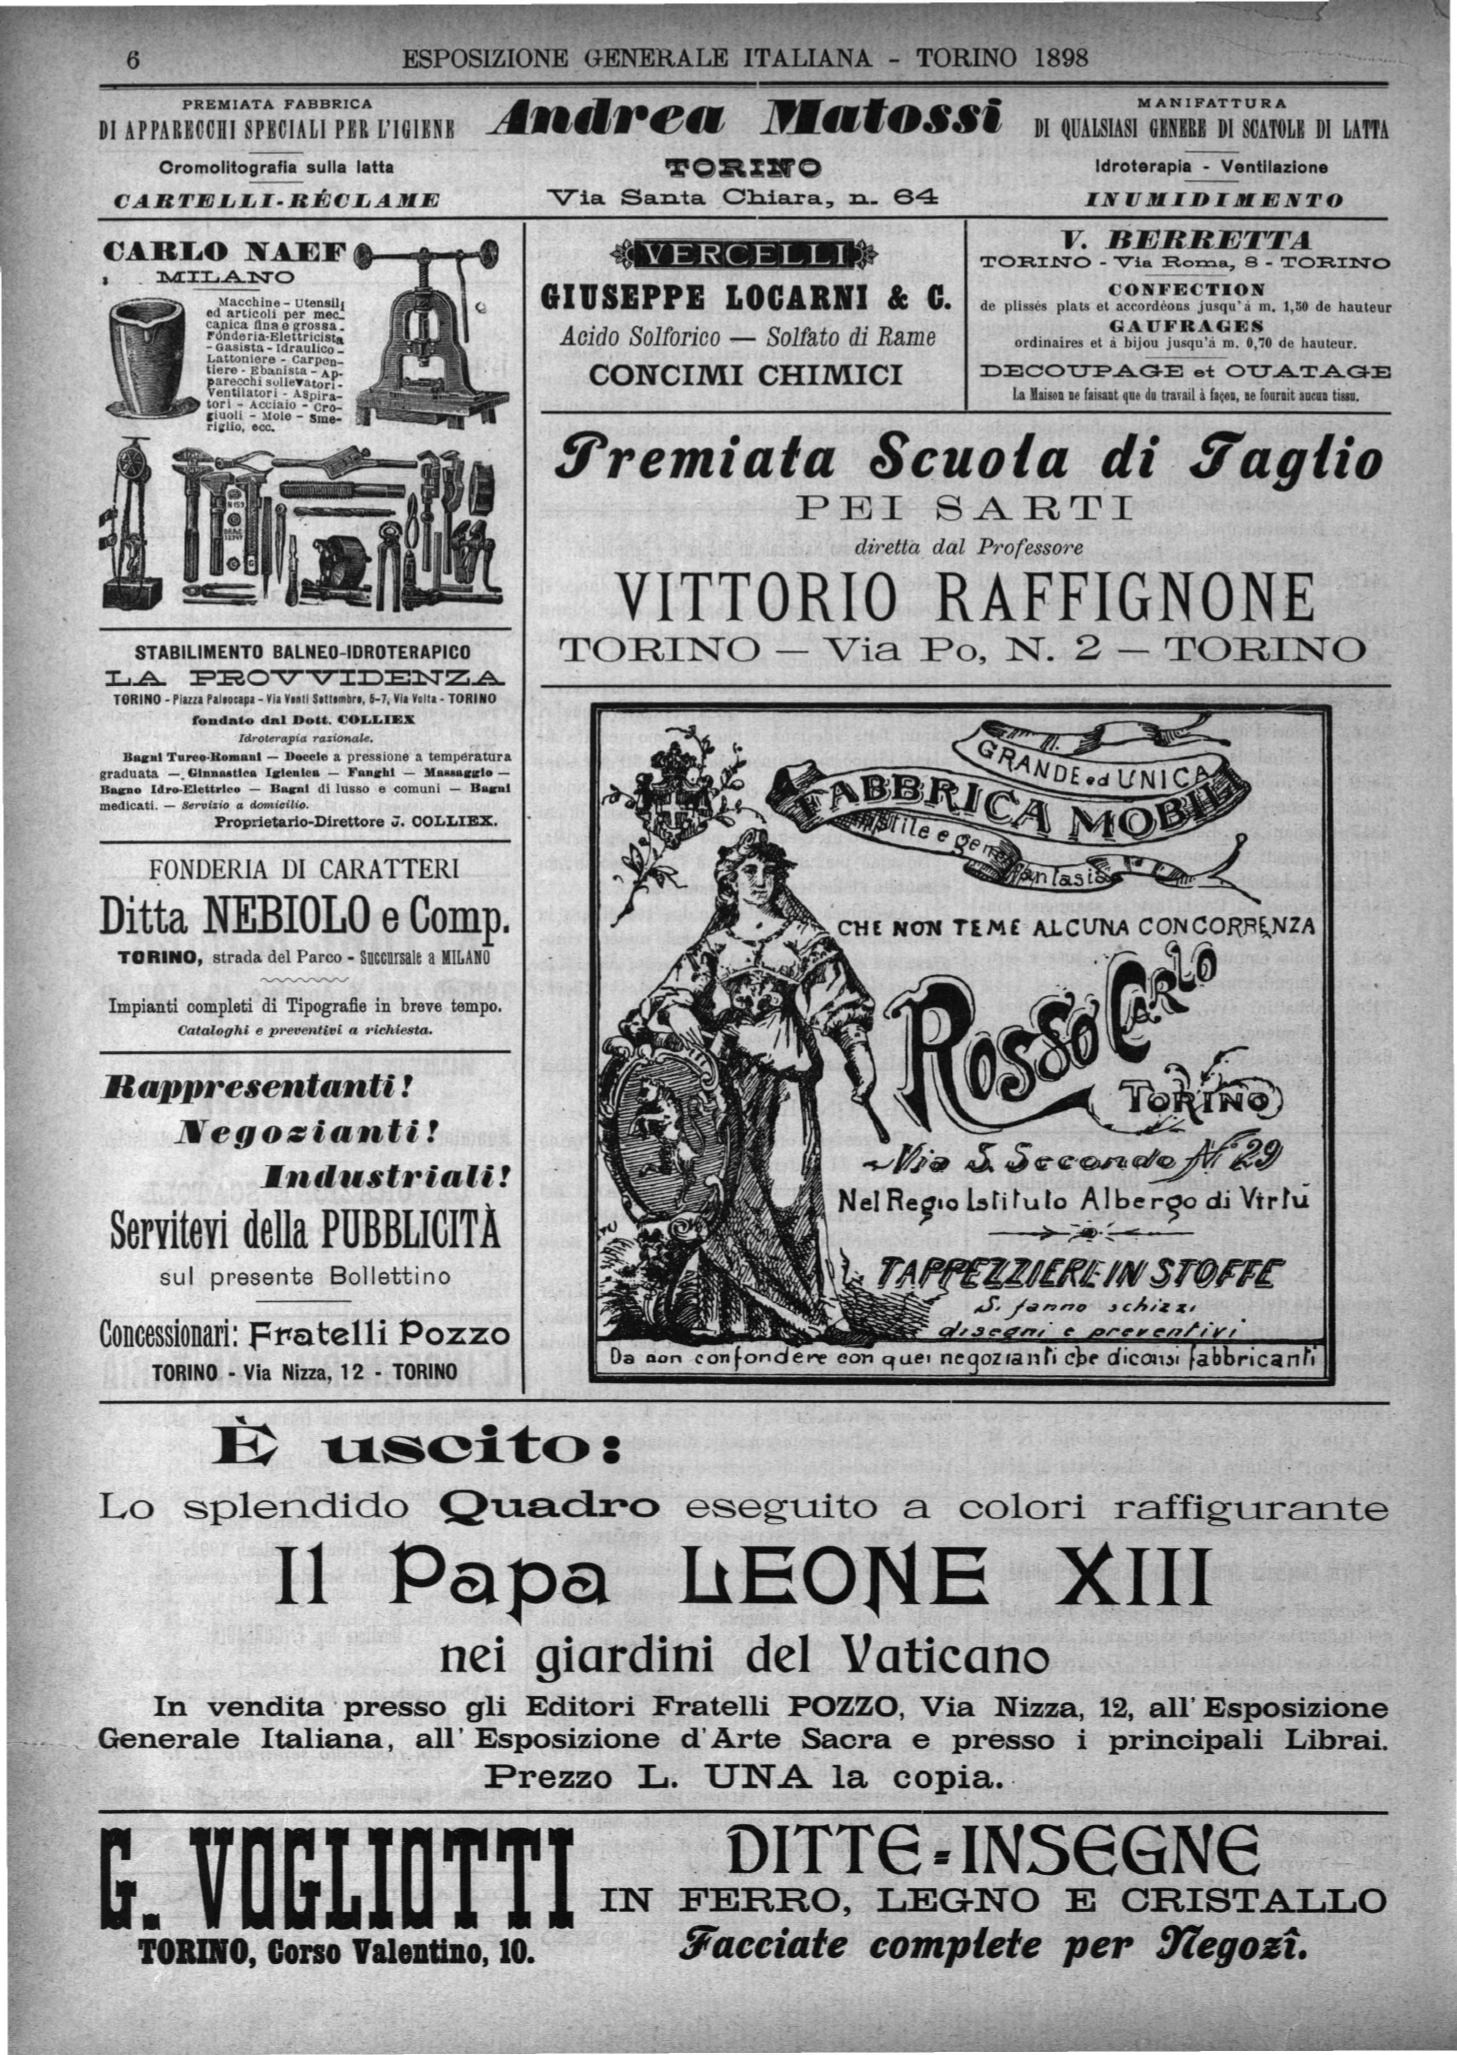 6
ESPOSIZIONE GENERALE ITALIANA - TORINO 1898
PREMIATA FABBRICA
DI APPARECCHI SPECIALI PER L'IGIENE
Cromolitografia sulla latta
CARTELLI-RÉCLAME
Andrea Matossi
TORINO
Via Santa Chiara, n. 64
MANIFATTURA
DI QUALSIASI GENERE DI SCATOLE DI LATTA
Idroterapia - Ventilazione
INUMIDIMENTO
CARLO NAEF
MILANO
Macchine - Utensili
ed articoli per mec-
canica fina e grossa -
Fonderia-Elettricista
- Gasista - Idraulico -
Lattoniere - Carpen-
tiere - Ebanista - Ap-
parecchi sollevatori -
Ventilatori - Aspira-
tori - Acciaio - Cro-
giuoli - Mole - Sme-
riglio, ecc.
STABILIMENTO BALNEO-IDROTERAPICO
LA PROVVIDENZA
TORINO - Piazza Paleocapa - Via Venti Settembre, 5-7, Via Volta - TORINO
fondato dal Dott. COLLIEX
Idroterapia razionale.
Bagni Turco-Romani — Doccie a pressione a temperatura
graduata — Ginnastica Igienica — Fanghi — Massaggio —
Bagno Idro-Elettrico — Bagni di lusso e comuni — Bagni
medicati. — Servizio a domicilio.
Proprietario-Direttore J. COLLIEX.
FONDERIA DI CARATTERI
Ditta NEBIOLO e Comp.
TORINO, strada del Parco - Succursale a MILANO
Impianti completi di Tipografie in breve tempo.
Cataloghi e preventivi a richiesta.
Rappresentanti!
Negozianti!
Industriali!
Servitevi della PUBBLICITÀ
sul presente Bollettino
Concessionari: Fratelli Pozzo
TORINO - Via Nizza, 12 - TORINO
VERCELLI
GIUSEPPE LOCARNI & C.
Acido Solforico — Solfato di Rame
CONCIMI CHIMICI
V. BERRETTA
TORINO - Via Roma, 8 - TORINO
CONFECTION
de plissés plats et accordéons jusqu'à m. 1,50 de hauteur
GAUFRAGES
ordinaires et à bijou jusqu'à m. 0,70 de hauteur.
DECOUPAGE et OUATAGE
La Maison ne faisant que du travail à façon, ne fournit aucun tissu.
Premiata Scuola di Taglio
PEI SARTI
diretta dal Professore
VITTORIO RAFFIGNONE
TORINO — Via Po, N. 2 — TORINO
GRANDE ed UNICA
FABBRICA MOBILI
stile e genere fantasia
CHE NON TEME ALCUNA CONCORRENZA
ROSSO CARLO
TORINO
Via S. Secondo N. 29
Nel Regio Istituto Albergo di Virtù
TAPPEZZIERE IN STOFFE
Si fanno schizzi
disegni e preventivi
Da non confondere con quei negozianti che diconsi fabbricanti
È uscito:
Lo splendido Quadro eseguito a colori raffigurante
Il Papa LEONE XIII
nei giardini del Vaticano
In vendita presso gli Editori Fratelli POZZO, Via Nizza, 12, all' Esposizione
Generale Italiana, all' Esposizione d'Arte Sacra e presso i principali Librai.
Prezzo L. UNA la copia.
G. VOGLIOTTI
TORINO, Corso Valentino, 10.
DITTE-INSEGNE
IN FERRO, LEGNO E CRISTALLO
Facciate complete per Negozî.